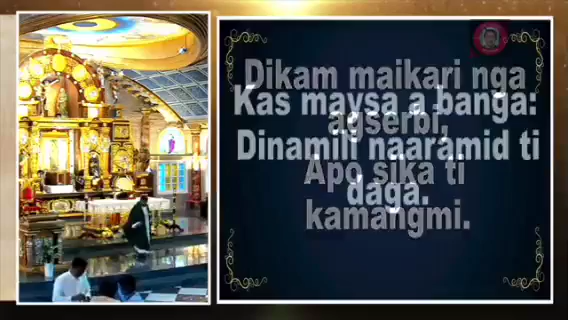 Dikam maikari nga
agserbi,
Apo sika ti
kamangmi.
Kas maysa a banga:
Dinamili naaramid ti
daga.